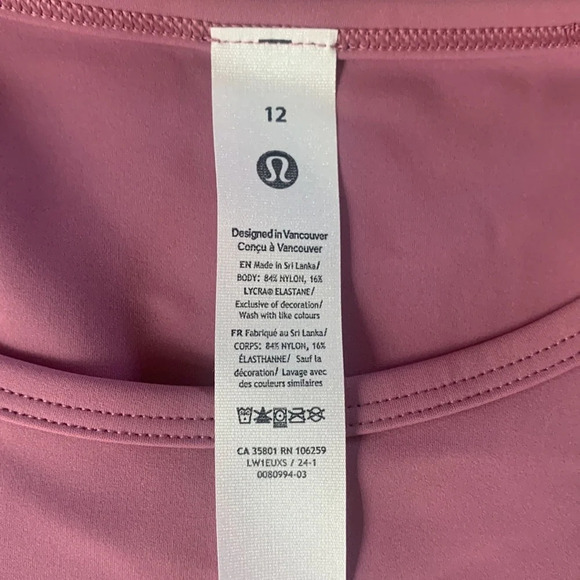 12
Designed in Vancouver
Conçu à Vancouver
EN Made in Sri Lanka/
BODY: 84% NYLON, 16%
LYCRA® ELASTANE/
Exclusive of decoration/
Wash with like colours
FR Fabriqué au Sri Lanka/
CORPS: 84% NYLON, 16%
ÉLASTHANNE/ Sauf la
décoration/ Lavage avec
des couleurs similaires
CA 35801 RN 106259
LW1EUXS / 24-1
0080994-03